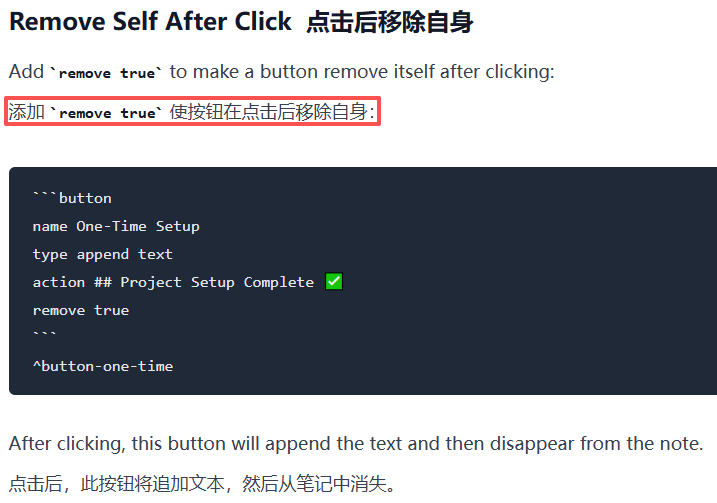 Remove Self After Click 点击后移除自身
Add `remove true` to make a button remove itself after clicking:
添加 `remove true` 使按钮在点击后移除自身：
```button
name One-Time Setup
type append text
action ## Project Setup Complete ✅
remove true
```
^button-one-time
After clicking, this button will append the text and then disappear from the note.
点击后，此按钮将追加文本，然后从笔记中消失。